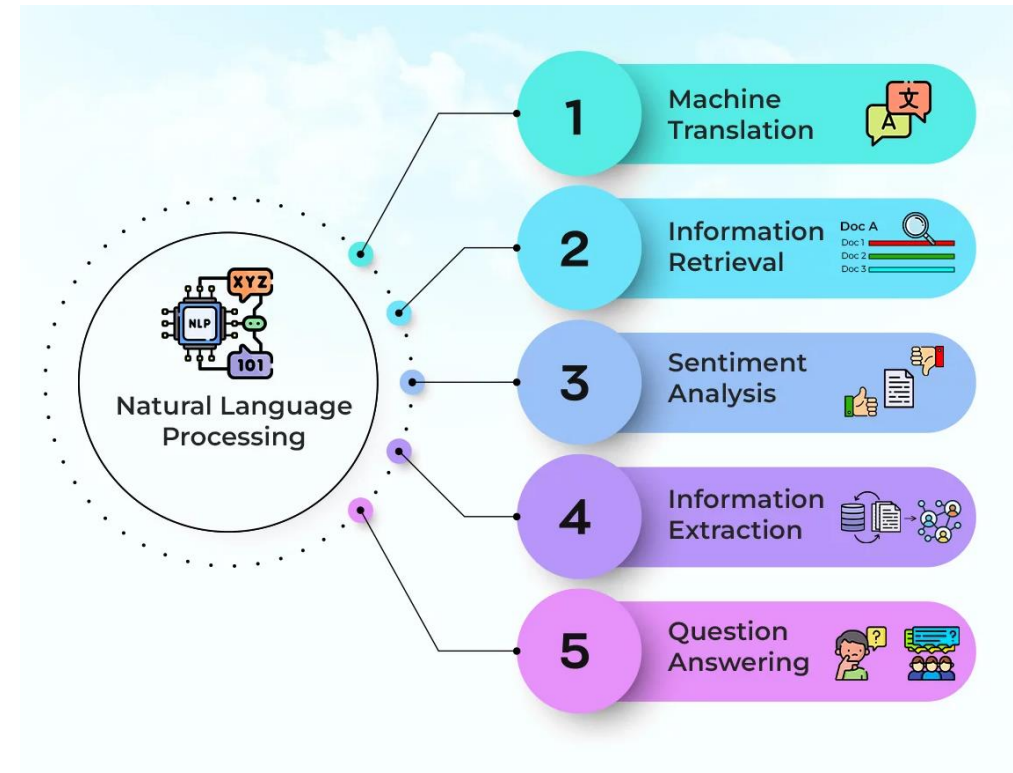 XYZ
NLP
101
Natural Language
Processing
1
Machine
Translation
文
A
2
Information
Retrieval
Doc A
Doc 1
Doc 2
Doc 3
3
Sentiment
Analysis
4
Information
Extraction
5
Question
Answering
?
?